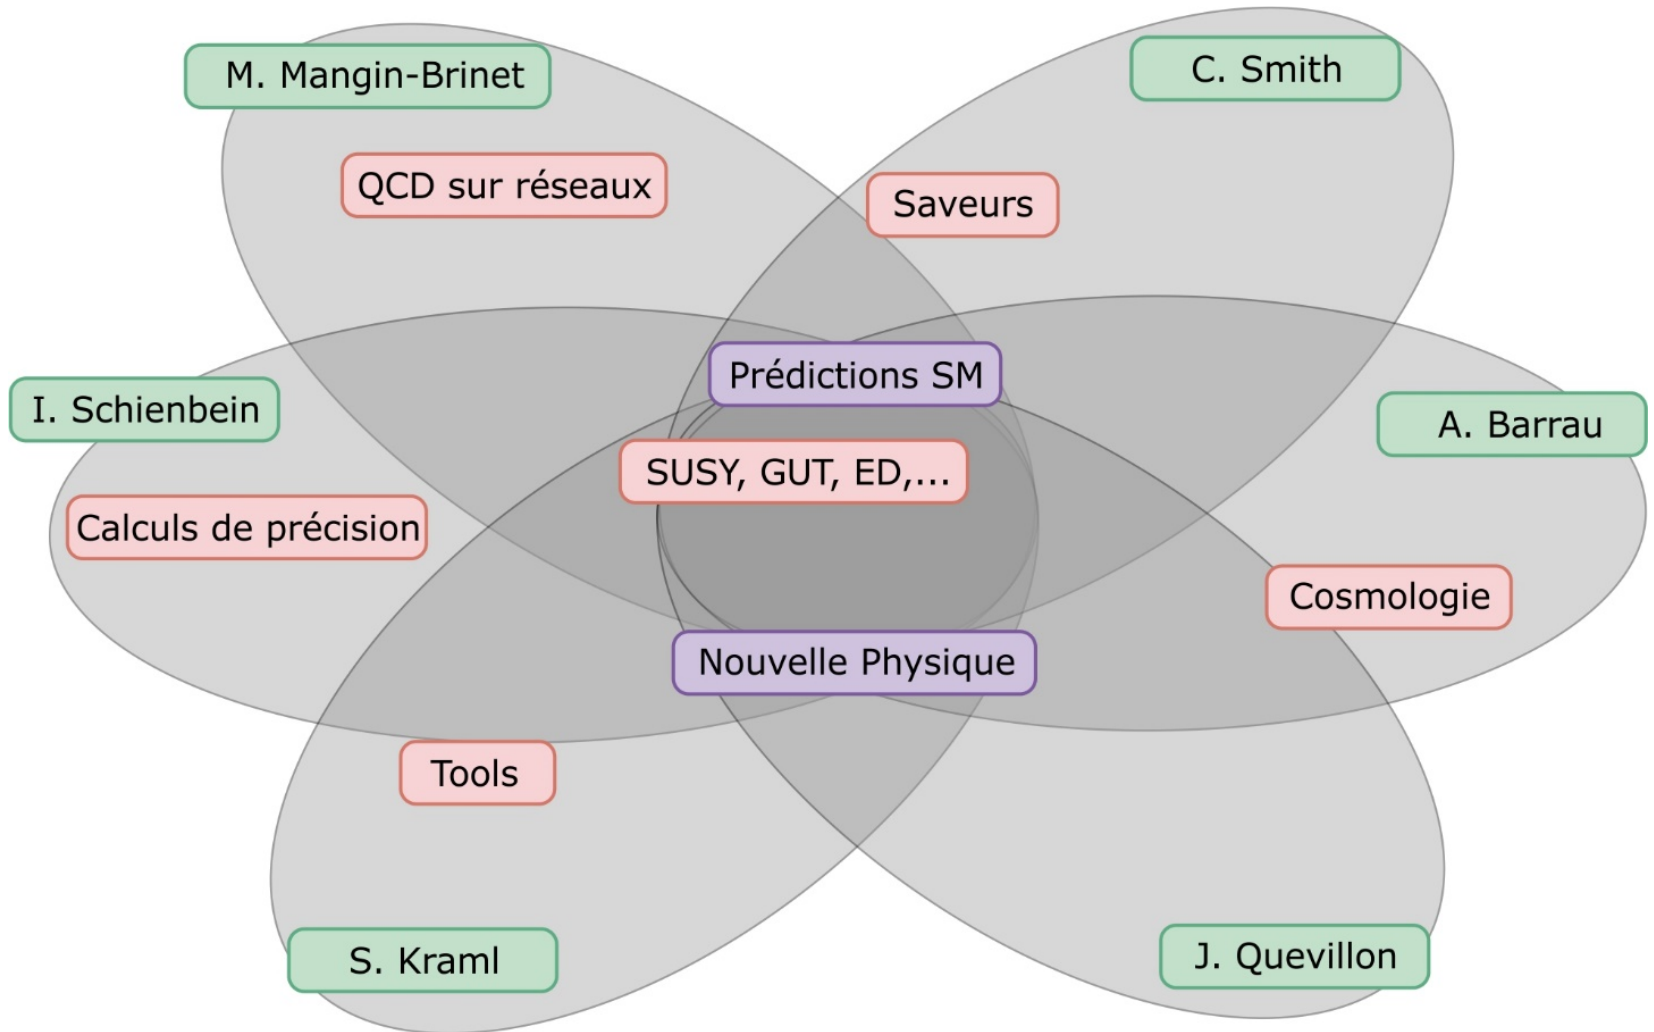 M. Mangin-Brinet
C. Smith
QCD sur réseaux
Saveurs
Prédictions SM
I. Schienbein
A. Barrau
SUSY, GUT, ED,...
Calculs de précision
Cosmologie
Nouvelle Physique
Tools
S. Kraml
J. Quevillon